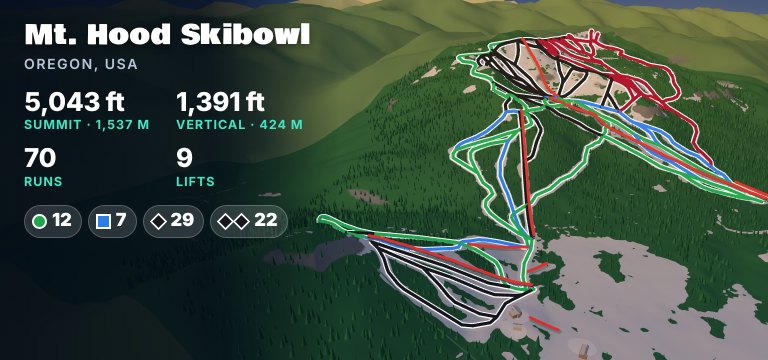 Mt. Hood Skibowl
OREGON, USA
5,043 ft 1,391 ft
SUMMIT · 1,537 M VERTICAL · 424 M
70 9
RUNS LIFTS
12 7 29 22